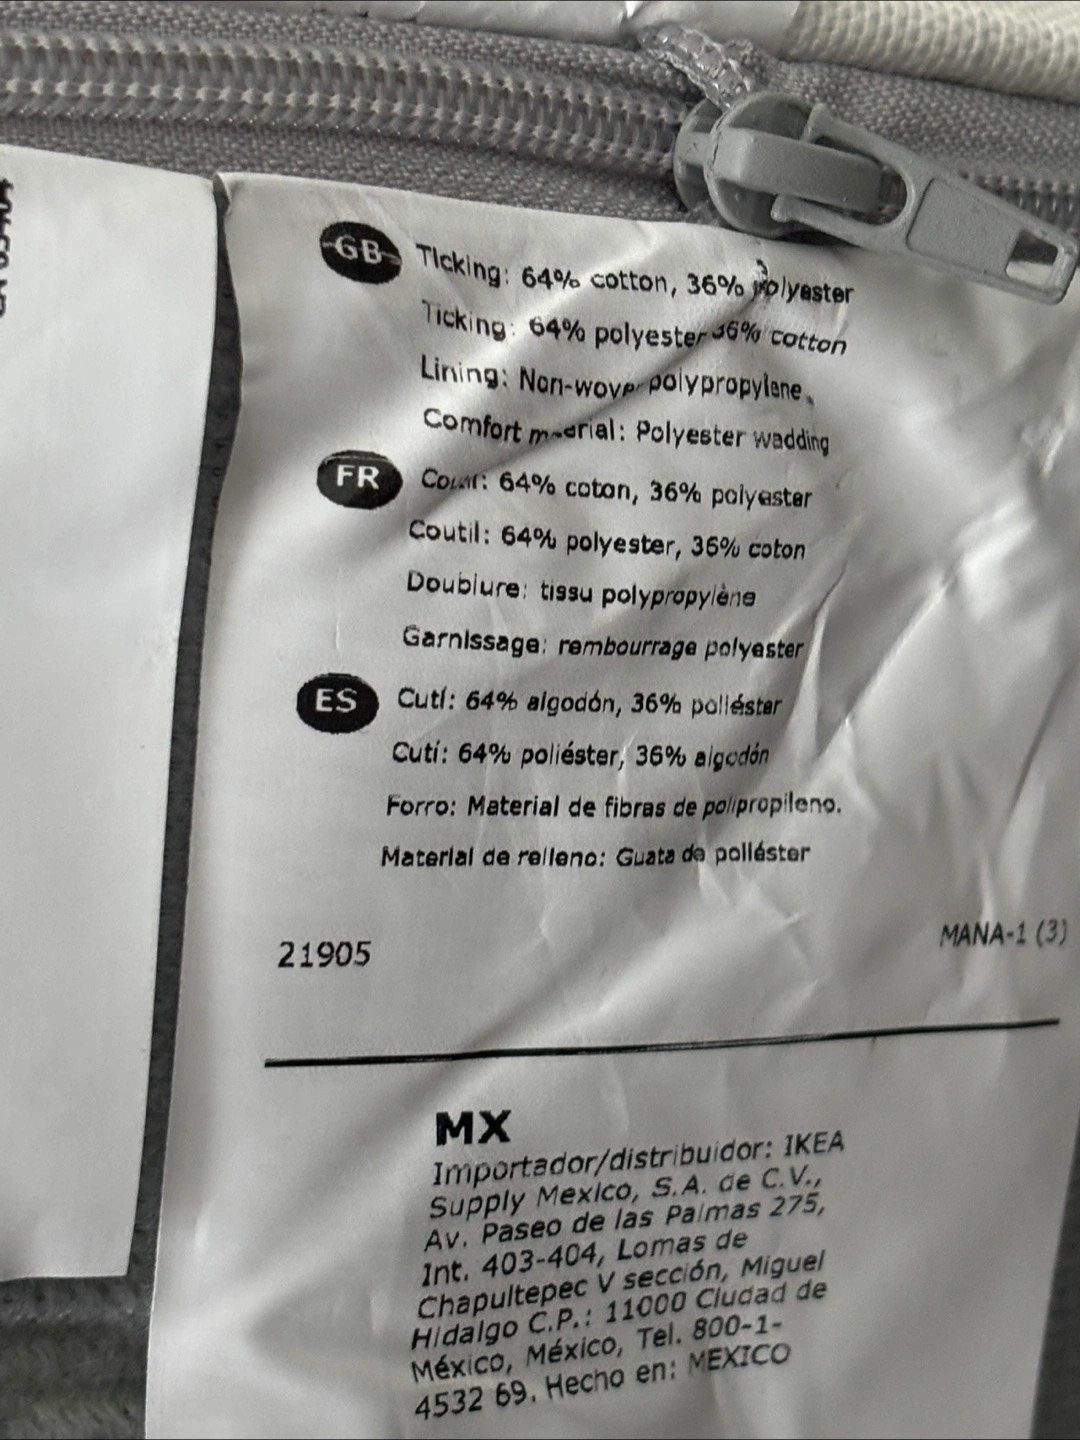 GB Ticking: 64% cotton, 36% polyester
Ticking: 64% polyester 36% cotton
Lining: Non-woven polypropylene.
Comfort material: Polyester wadding
FR Coutil: 64% coton, 36% polyester
Coutil: 64% polyester, 36% coton
Doublure: tissu polypropylène
Garnissage: rembourrage polyester
ES Cutí: 64% algodón, 36% poliéster
Cutí: 64% poliéster, 36% algodón
Forro: Material de fibras de polipropileno.
Material de relleno: Guata de poliéster
21905
MANA-1 (3)
MX
Importador/distribuidor: IKEA
Supply Mexico, S.A. de C.V.,
Av. Paseo de las Palmas 275,
Int. 403-404, Lomas de
Chapultepec V sección, Miguel
Hidalgo C.P.: 11000 Ciudad de
México, México, Tel. 800-1-
4532 69. Hecho en: MEXICO